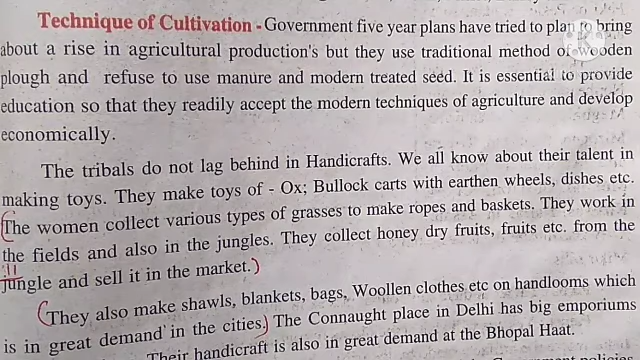 Technique of Cultivation - Government five year plans have tried to plan to bring
about a rise in agricultural production's but they use traditional method of wooden
plough and refuse to use manure and modern treated seed. It is essential to provide
education so that they readily accept the modern techniques of agriculture and develop
economically.
The tribals do not lag behind in Handicrafts. We all know about their talent in
making toys. They make toys of - Ox; Bullock carts with earthen wheels, dishes etc.
The women collect various types of grasses to make ropes and baskets. They work in
the fields and also in the jungles. They collect honey dry fruits, fruits etc. from the
jungle and sell it in the market.)
(They also make shawls, blankets, bags, Woollen clothes etc on handlooms which
is in great demand in the cities.) The Connaught place in Delhi has big emporiums
Their handicraft is also in great demand at the Bhopal Haat.